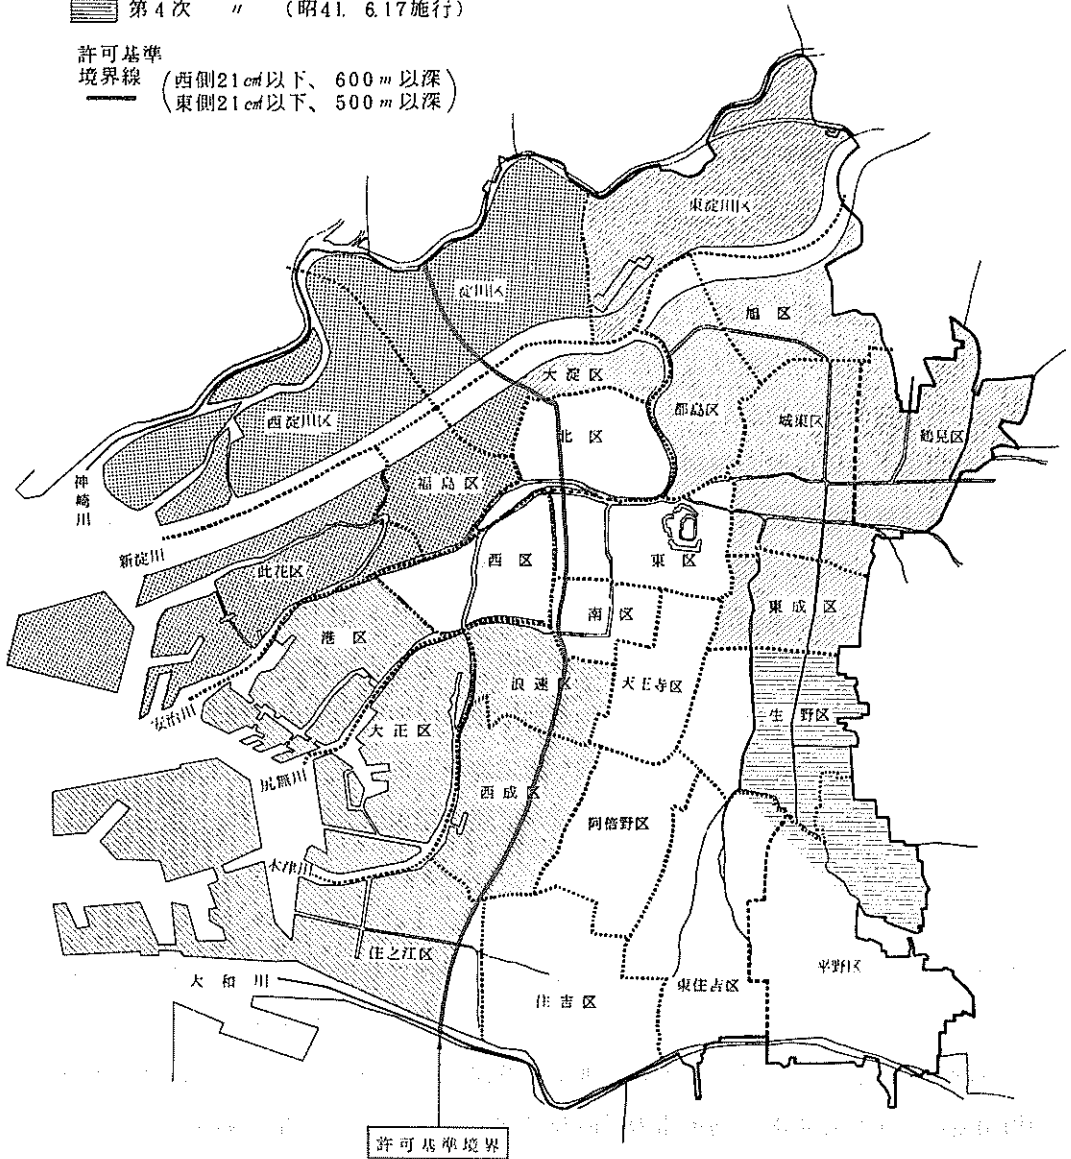 第4次 〃 (昭41. 6.17施行)
許可基準
境界線
(西側21㎠以下、600m以深)
(東側21㎠以下、500m以深)
東淀川区
淀川区
旭区
大淀区
西淀川区
都島区
城東区
鶴見区
北区
福島区
神崎川
新淀川
此花区
西区
東区
南区
東成区
港区
浪速区
天王寺区
生野区
安治川
大正区
尻無川
西成区
阿倍野区
木津川
住之江区
平野区
大和川
東住吉区
住吉区
許可基準境界